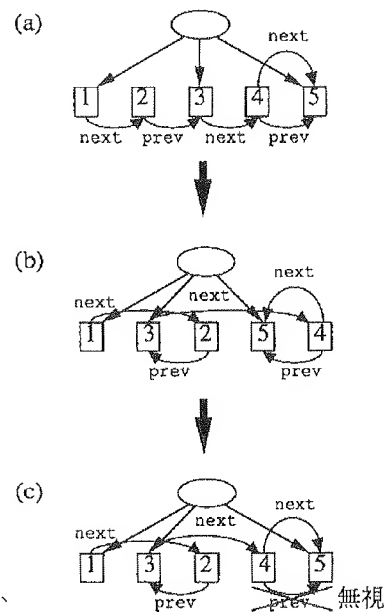 (a)
next
1 2 3 4 5
next prev next prev
(b)
next next next
1 3 2 5 4
prev prev
(c)
next next next
1 3 2 4 5
prev prev 無視
、